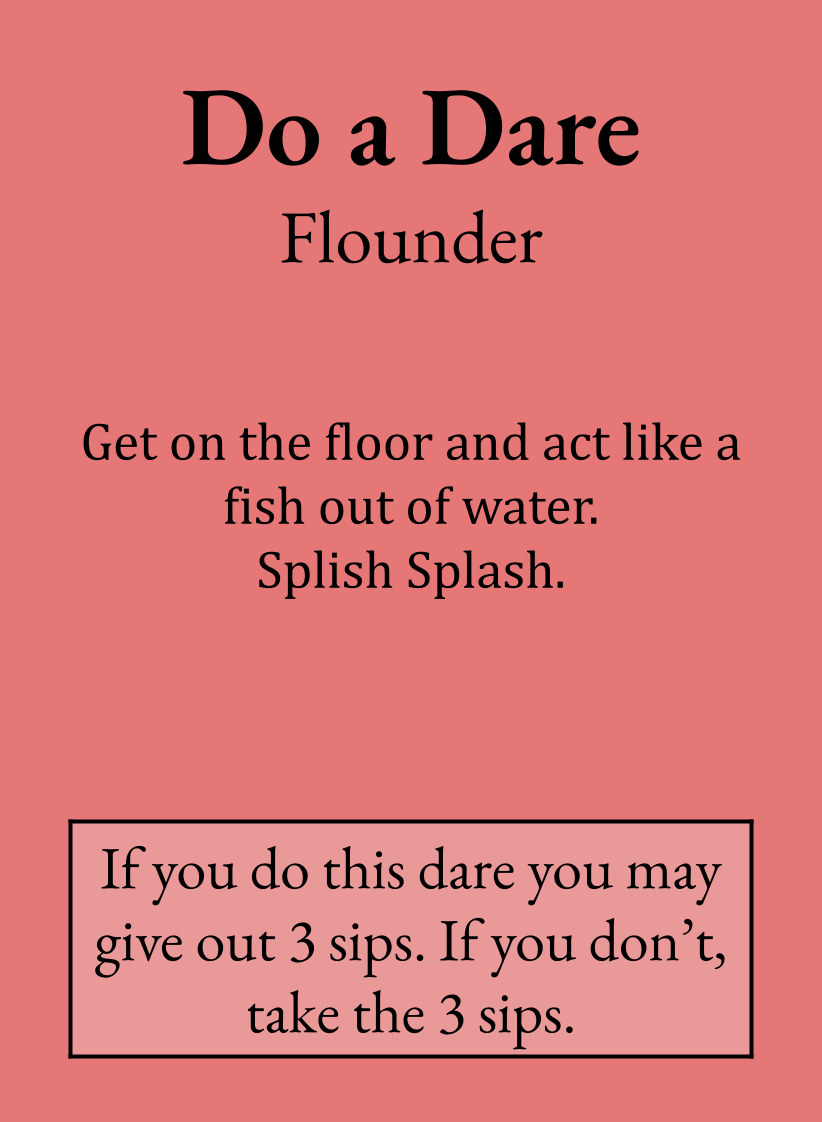 Do a Dare
Flounder
Get on the floor and act like a
fish out of water.
Splish Splash.
If you do this dare you may
give out 3 sips. If you don’t,
take the 3 sips.